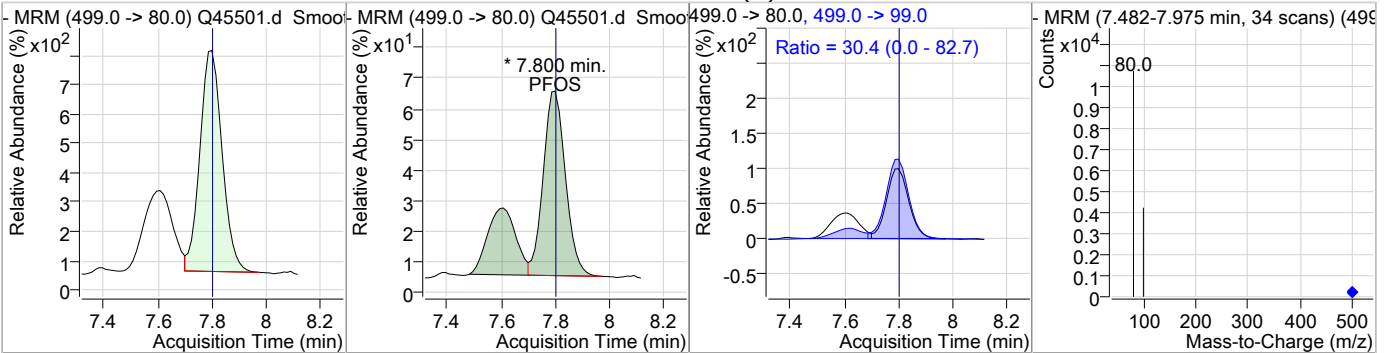 - MRM (499.0 -> 80.0) Q45501.d Smoo
Relative Abundance (%)
x10²
7
6
5
4
3
2
1
0
7.4 7.6 7.8 8 8.2
Acquisition Time (min)
- MRM (499.0 -> 80.0) Q45501.d Smoo
Relative Abundance (%)
x10¹
* 7.800 min.
PFOS
7
6
5
4
3
2
1
0
7.4 7.6 7.8 8 8.2
Acquisition Time (min)
499.0 -> 80.0, 499.0 -> 99.0
Relative Abundance (%)
x10²
Ratio = 30.4 (0.0 - 82.7)
2
1.5
1
0.5
0
-0.5
7.4 7.6 7.8 8 8.2
Acquisition Time (min)
- MRM (7.482-7.975 min, 34 scans) (499
Counts
x10⁴
80.0
1
0.9
0.8
0.7
0.6
0.5
0.4
0.3
0.2
0.1
0
100 200 300 400 500
Mass-to-Charge (m/z)